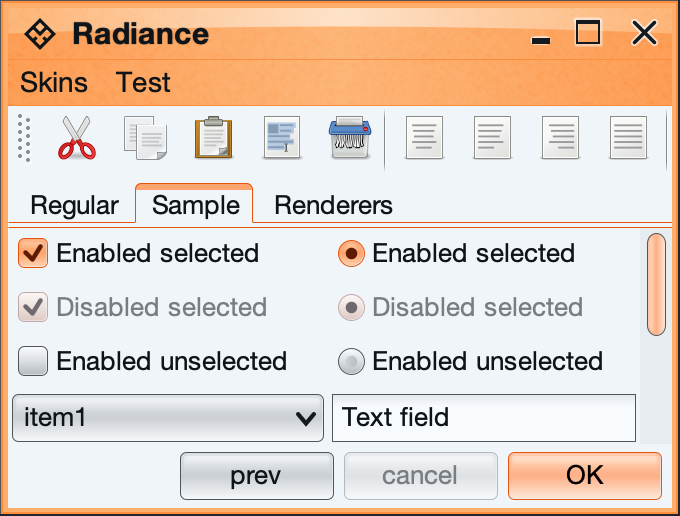 Radiance
Skins Test
Regular Sample Renderers
Enabled selected Enabled selected
Disabled selected Disabled selected
Enabled unselected Enabled unselected
item1 Text field
prev cancel OK